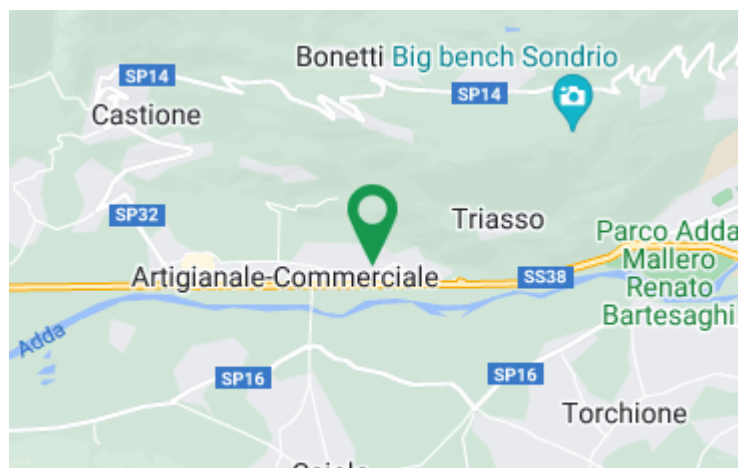 Bonetti Big bench Sondrio
SP14
SP14
Castione
SP32
Triasso
Parco Adda
Mallero
Renato
Bartesaghi
Artigianale-Commerciale
SS38
Adda
SP16
SP16
Torchione